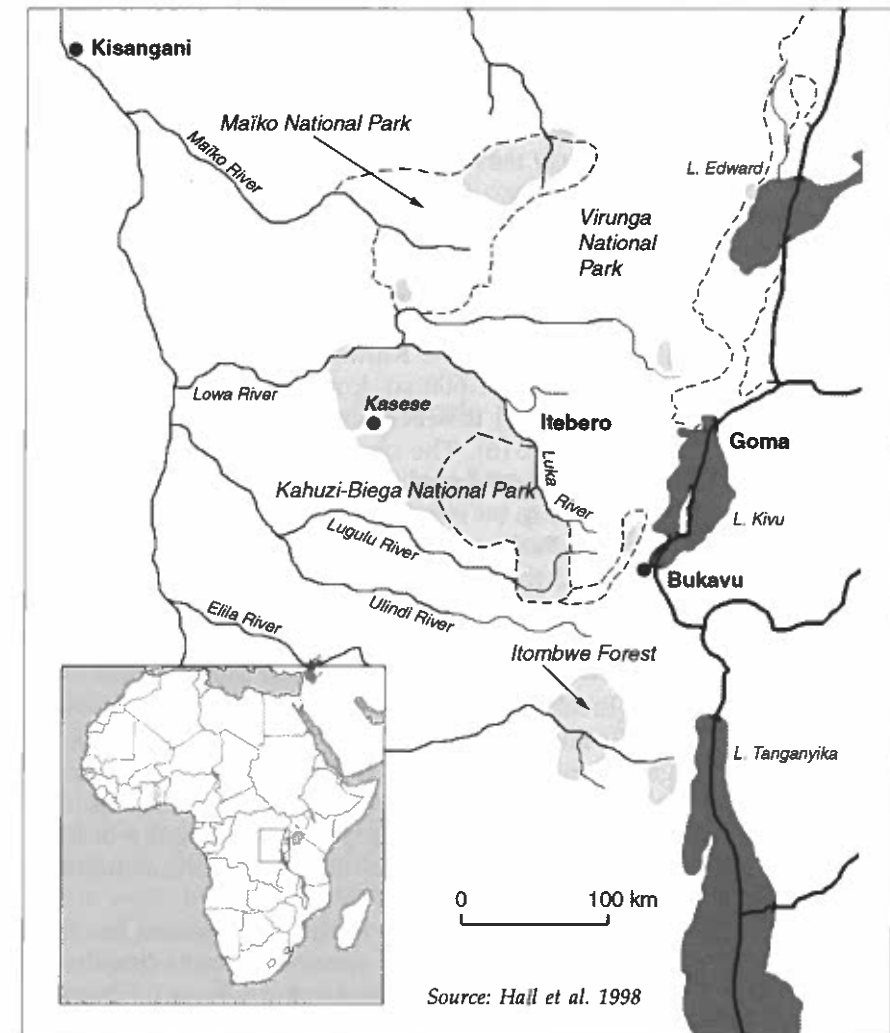 Kisangani
Maïko National Park
Maïko River
L. Edward
Virunga
National
Park
Lowa River
Kasese
Itebero
Goma
Luka
River
Kahuzi-Biega National Park
L. Kivu
Lugulu River
Bukavu
Ulindi River
Elila River
Itombwe Forest
L. Tanganyika
0 100 km
Source: Hall et al. 1998